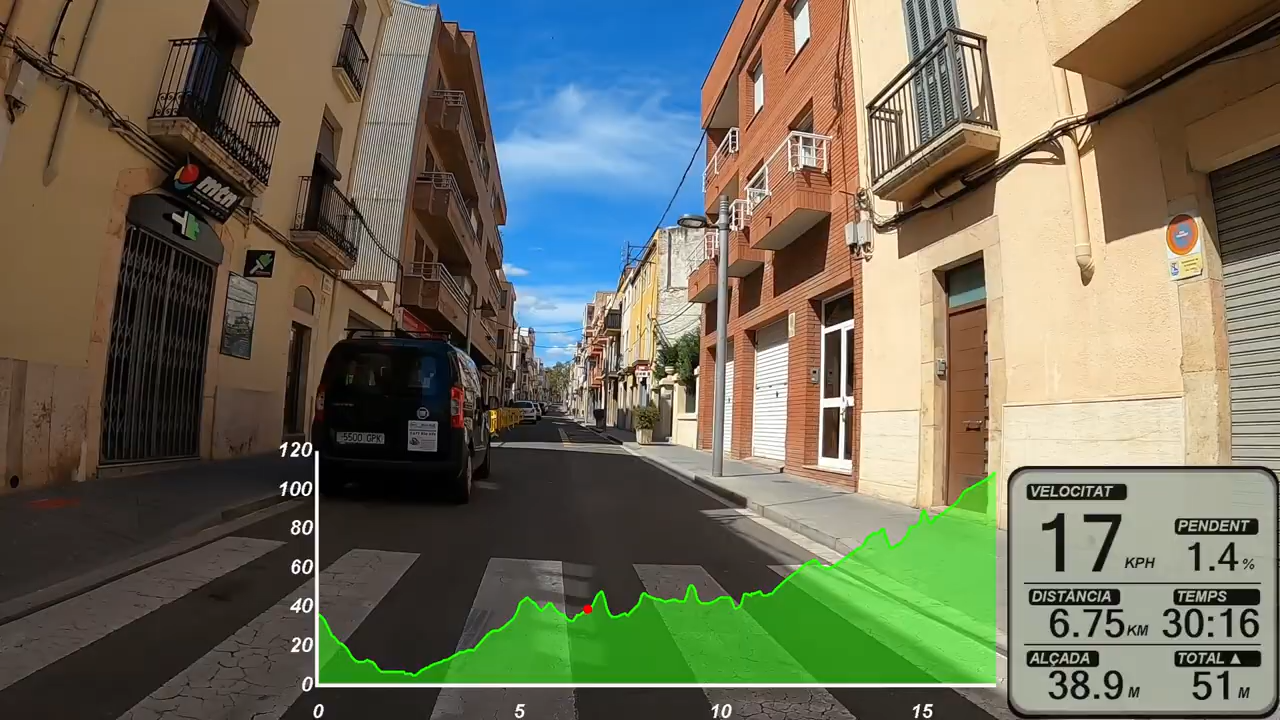 mtn
5500 GPK
120
100
80
60
40
20
0
0 5 10 15
VELOCITAT
17 KPH
PENDENT
1.4 %
DISTÀNCIA
6.75 KM
TEMPS
30:16
ALÇADA
38.9 M
TOTAL ▲
51 M